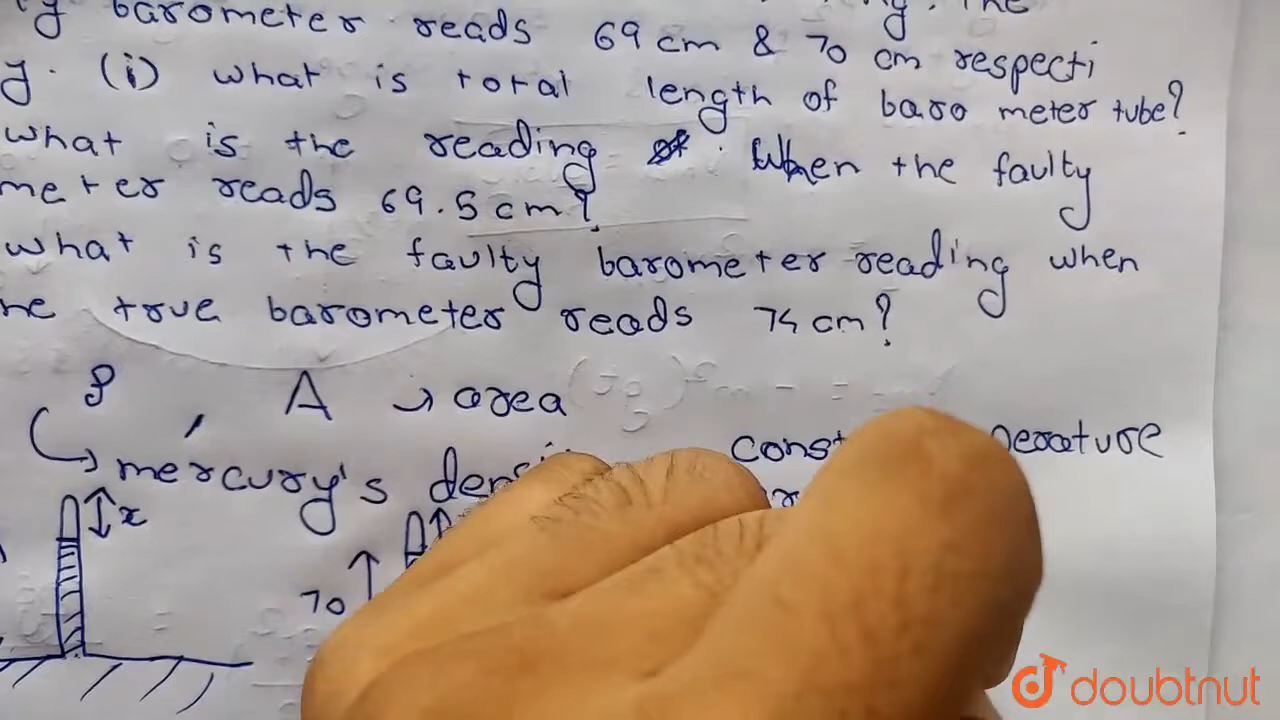 barometer reads 69 cm & 70 cm respecti
y. (i) what is total length of baro meter tube?
what is the reading . When the faulty
meter reads 69.5 cm?
what is the faulty barometer reading when
he true barometer reads 74 cm?
ρ , A → area
→ mercury's
x
70
doubtnut